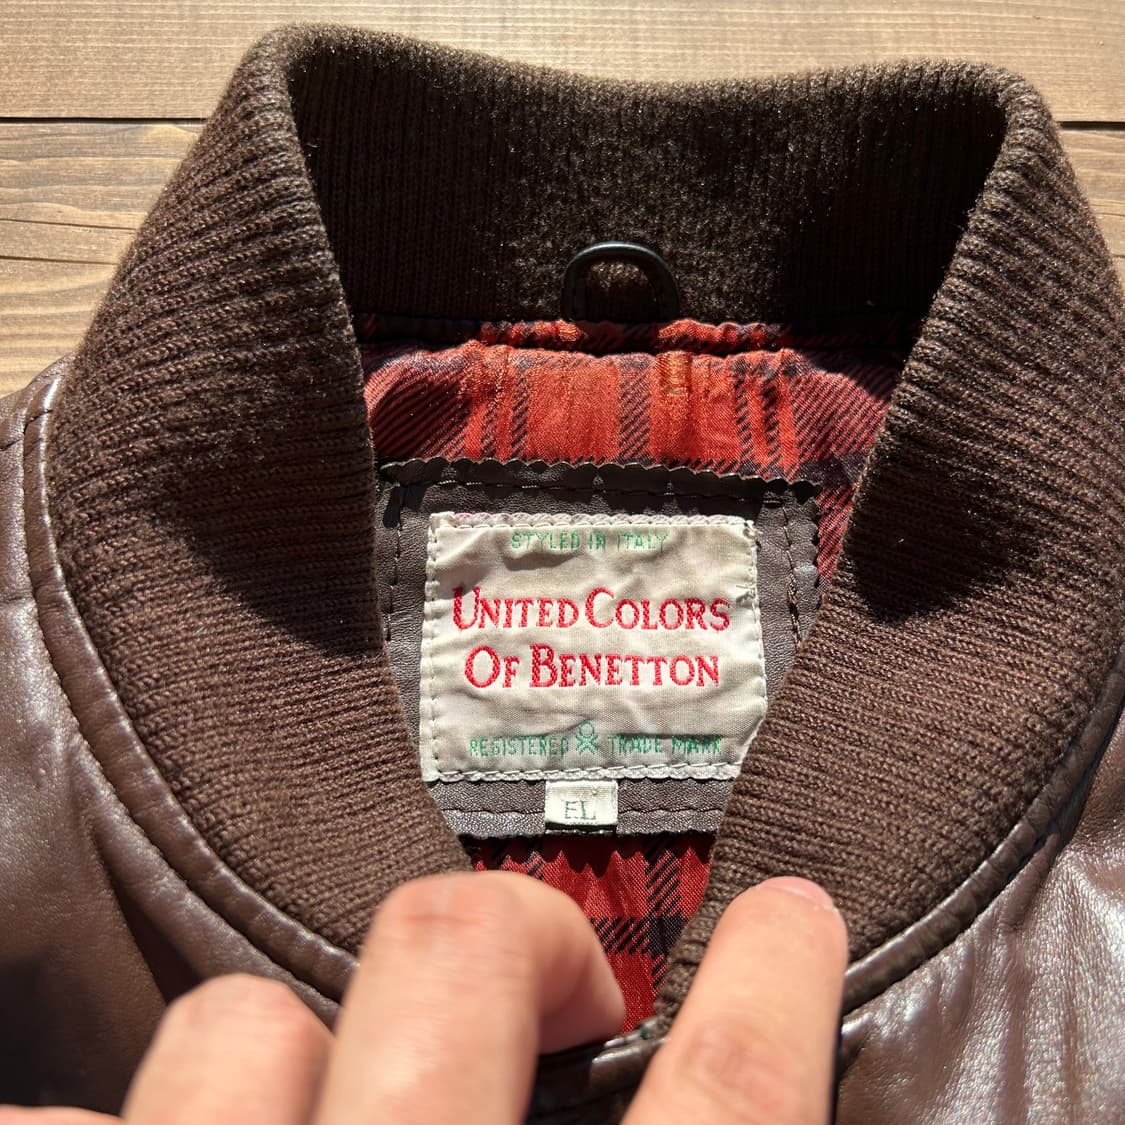 STYLED IN ITALY
UNITED COLORS
OF BENETTON
REGISTERED TRADE MARK
EL